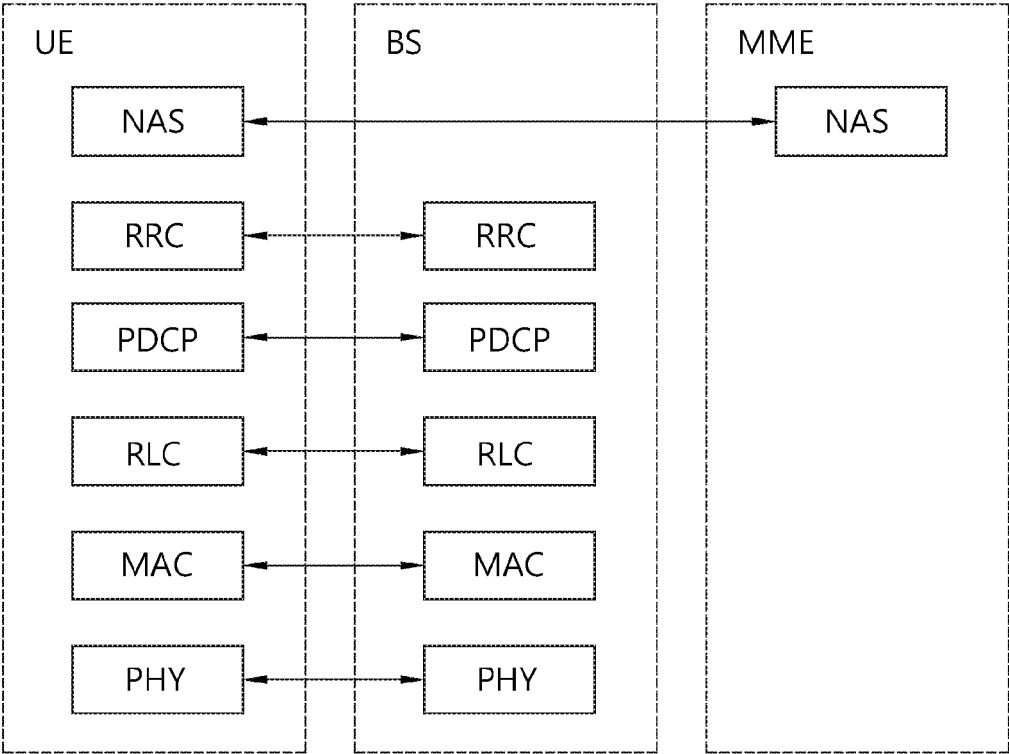 UE BS MME
NAS NAS
RRC RRC
PDCP PDCP
RLC RLC
MAC MAC
PHY PHY